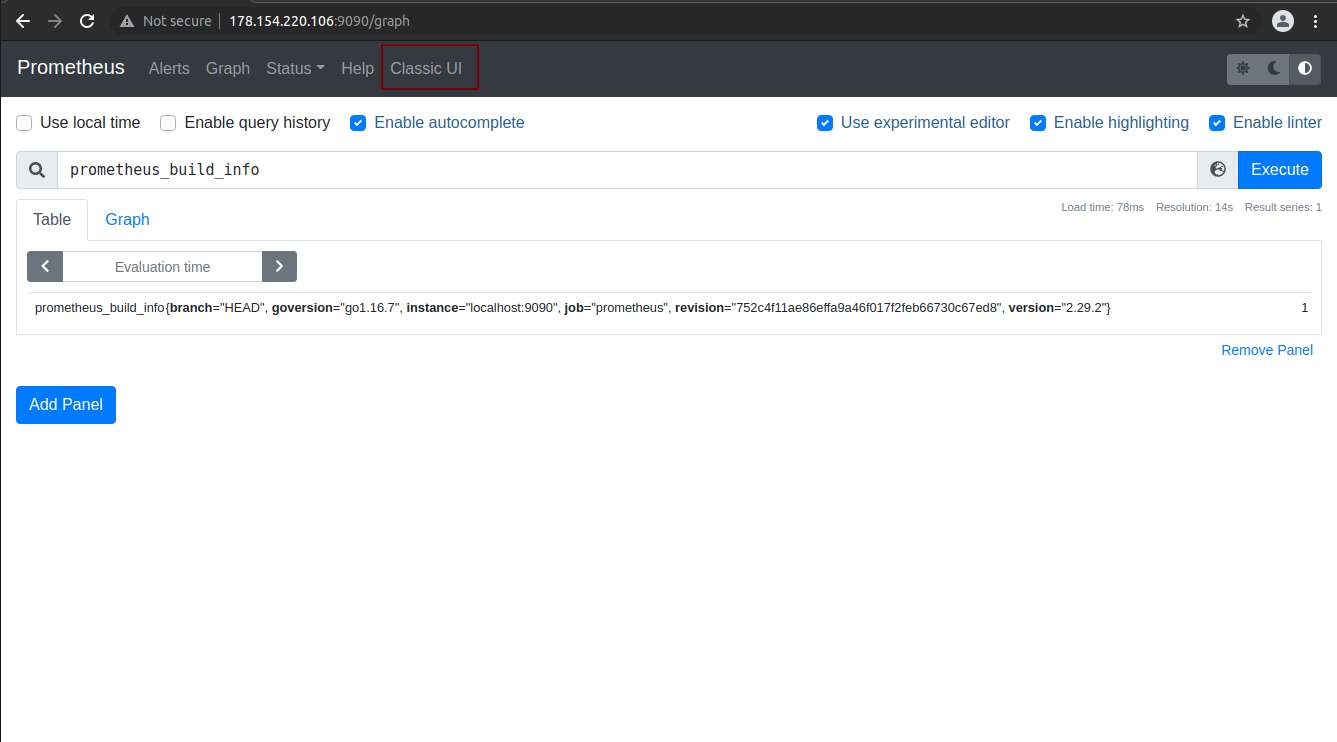 Not secure | 178.154.220.106:9090/graph
Prometheus Alerts Graph Status Help Classic UI
Use local time Enable query history Enable autocomplete Use experimental editor Enable highlighting Enable linter
prometheus_build_info Execute
Load time: 78ms Resolution: 14s Result series: 1
Table Graph
Evaluation time
prometheus_build_info{branch="HEAD", goversion="go1.16.7", instance="localhost:9090", job="prometheus", revision="752c4f11ae86effa9a46f017f2feb66730c67ed8", version="2.29.2"} 1
Remove Panel
Add Panel